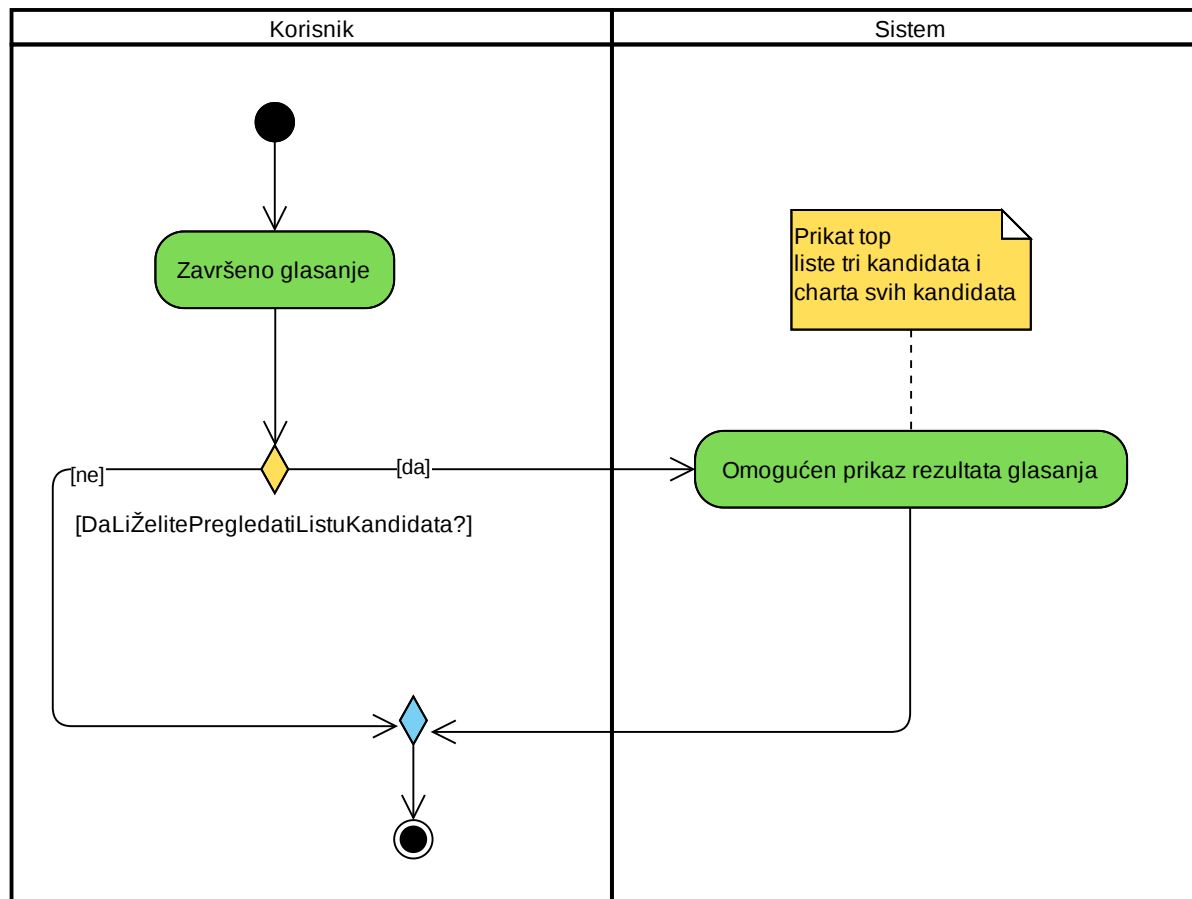 Korisnik
Sistem
Završeno glasanje
Prikat top
liste tri kandidata i
charta svih kandidata
[ne]
[da]
Omogućen prikaz rezultata glasanja
[DaLiŽelitePregledatiListuKandidata?]